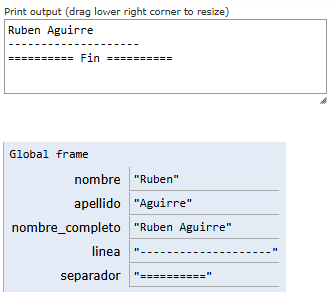 Print output (drag lower right corner to resize)
Ruben Aguirre
--------------------
========== Fin ==========
Global frame
nombre "Ruben"
apellido "Aguirre"
nombre_completo "Ruben Aguirre"
linea "--------------------"
separador "=========="